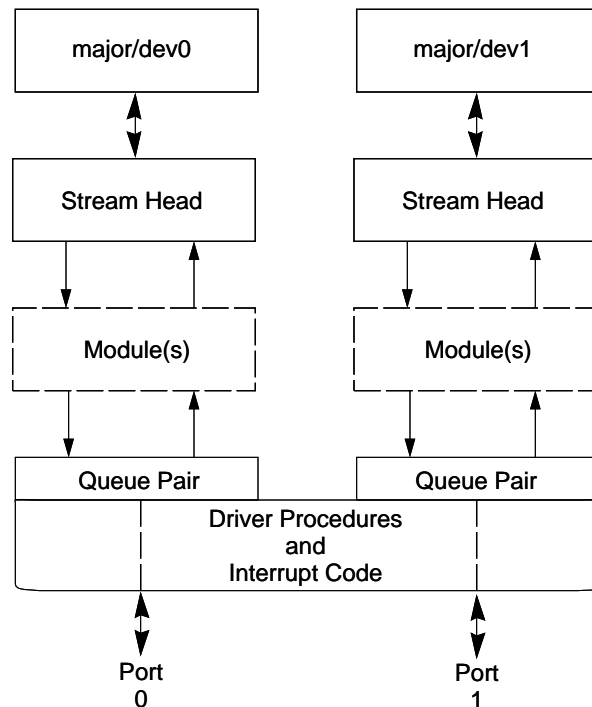 major/dev0
major/dev1
Stream Head
Stream Head
Module(s)
Module(s)
Queue Pair
Queue Pair
Driver Procedures
and
Interrupt Code
Port
0
Port
1